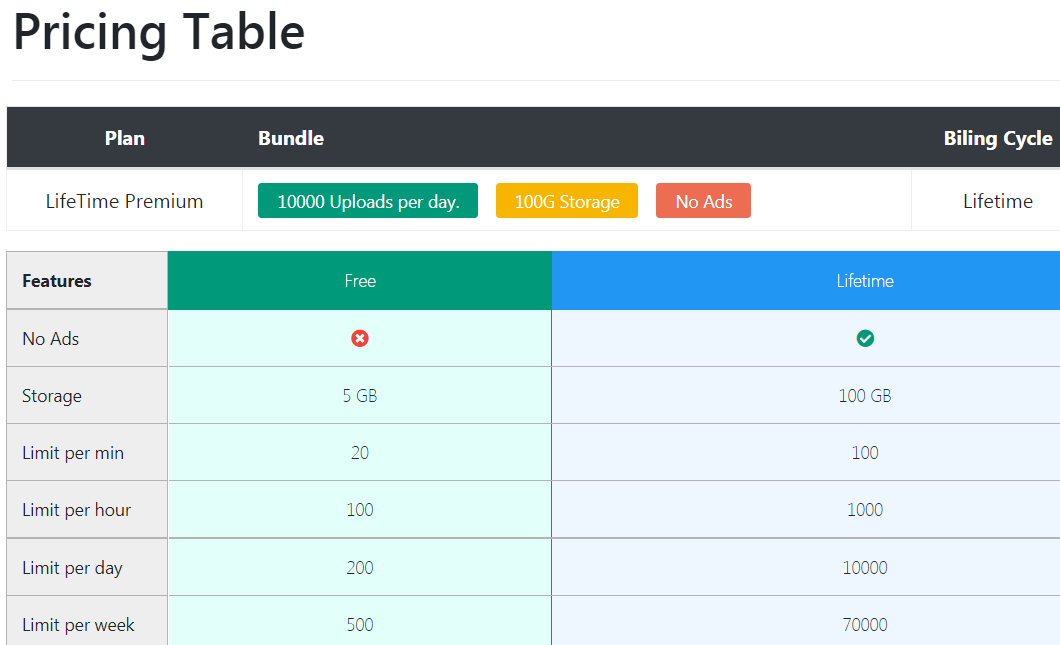 Pricing Table
Plan Bundle Biling Cycle
LifeTime Premium 10000 Uploads per day. 100G Storage No Ads Lifetime
Features Free Lifetime
No Ads
Storage 5 GB 100 GB
Limit per min 20 100
Limit per hour 100 1000
Limit per day 200 10000
Limit per week 500 70000